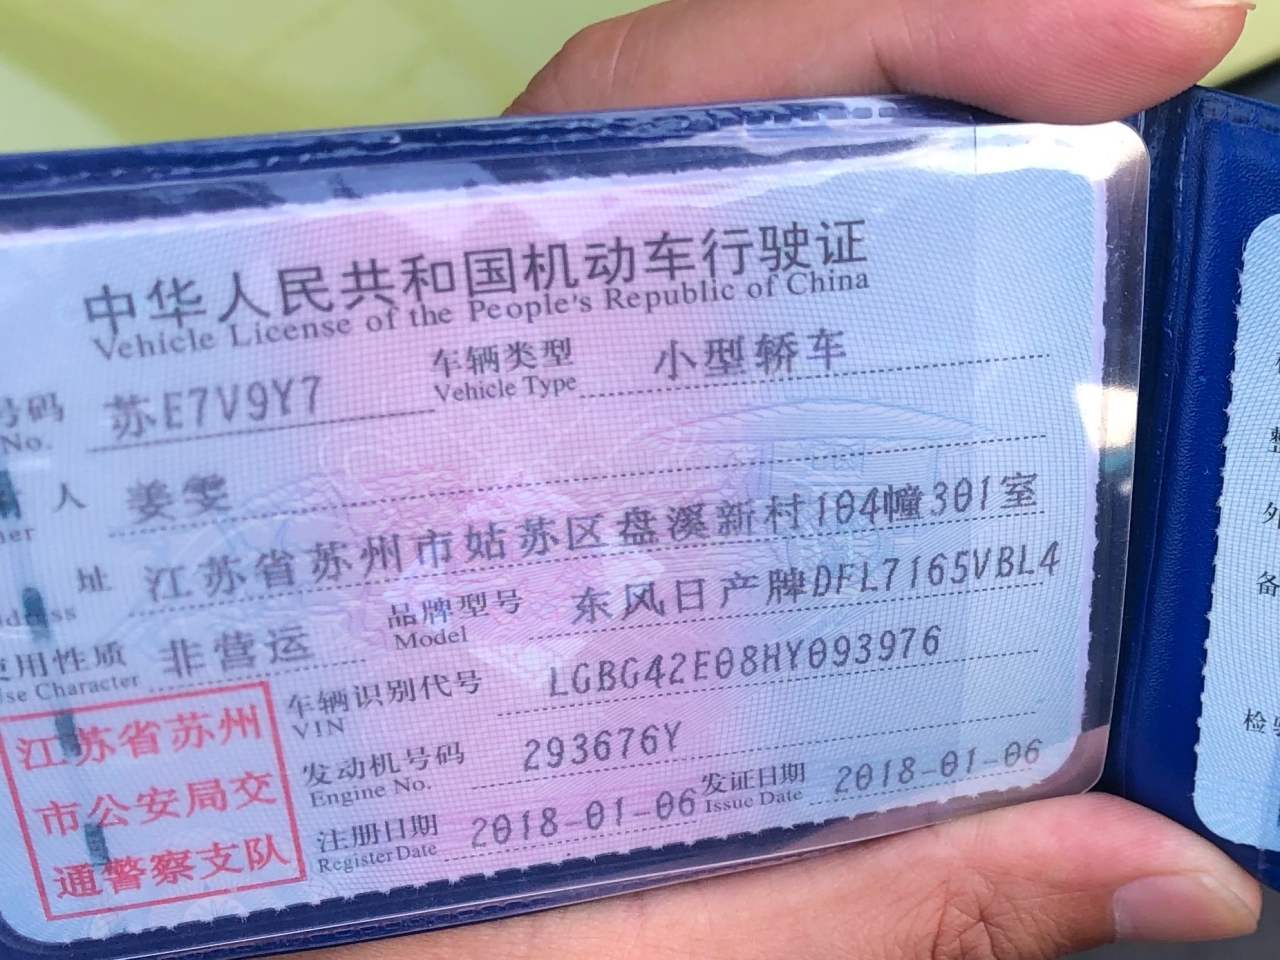 中华人民共和国机动车行驶证
Vehicle License of the People's Republic of China
号码 苏E7V9Y7 车辆类型 小型轿车
No. Vehicle Type
人 姜雯
址 江苏省苏州市姑苏区盘溪新村104幢301室
使用性质 非营运 品牌型号 东风日产牌DFL7165VBL4
Use Character Model
车辆识别代号 LGBG42E08HY093976
VIN
发动机号码 293676Y
Engine No.
注册日期 2018-01-06 发证日期 2018-01-06
Register Date Issue Date
江苏省苏州
市公安局交
通警察支队
整
外
备
检验